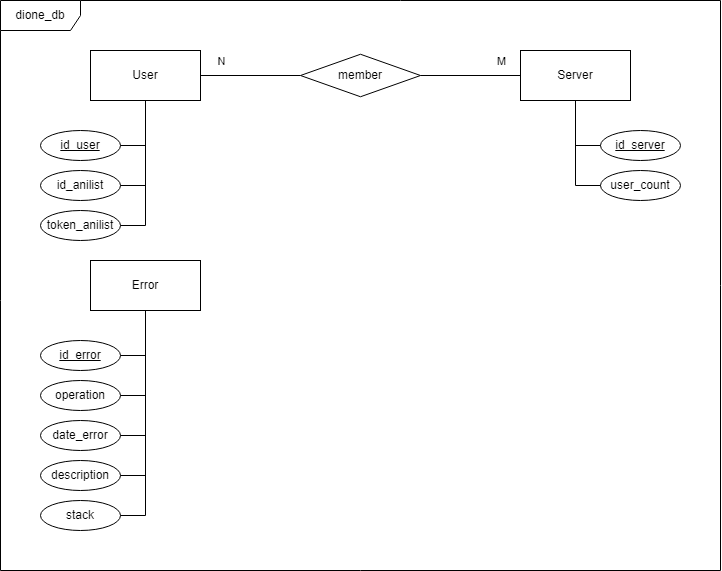 dione_db
User
N
member
M
Server
id_user
id_anilist
token_anilist
id_server
user_count
Error
id_error
operation
date_error
description
stack